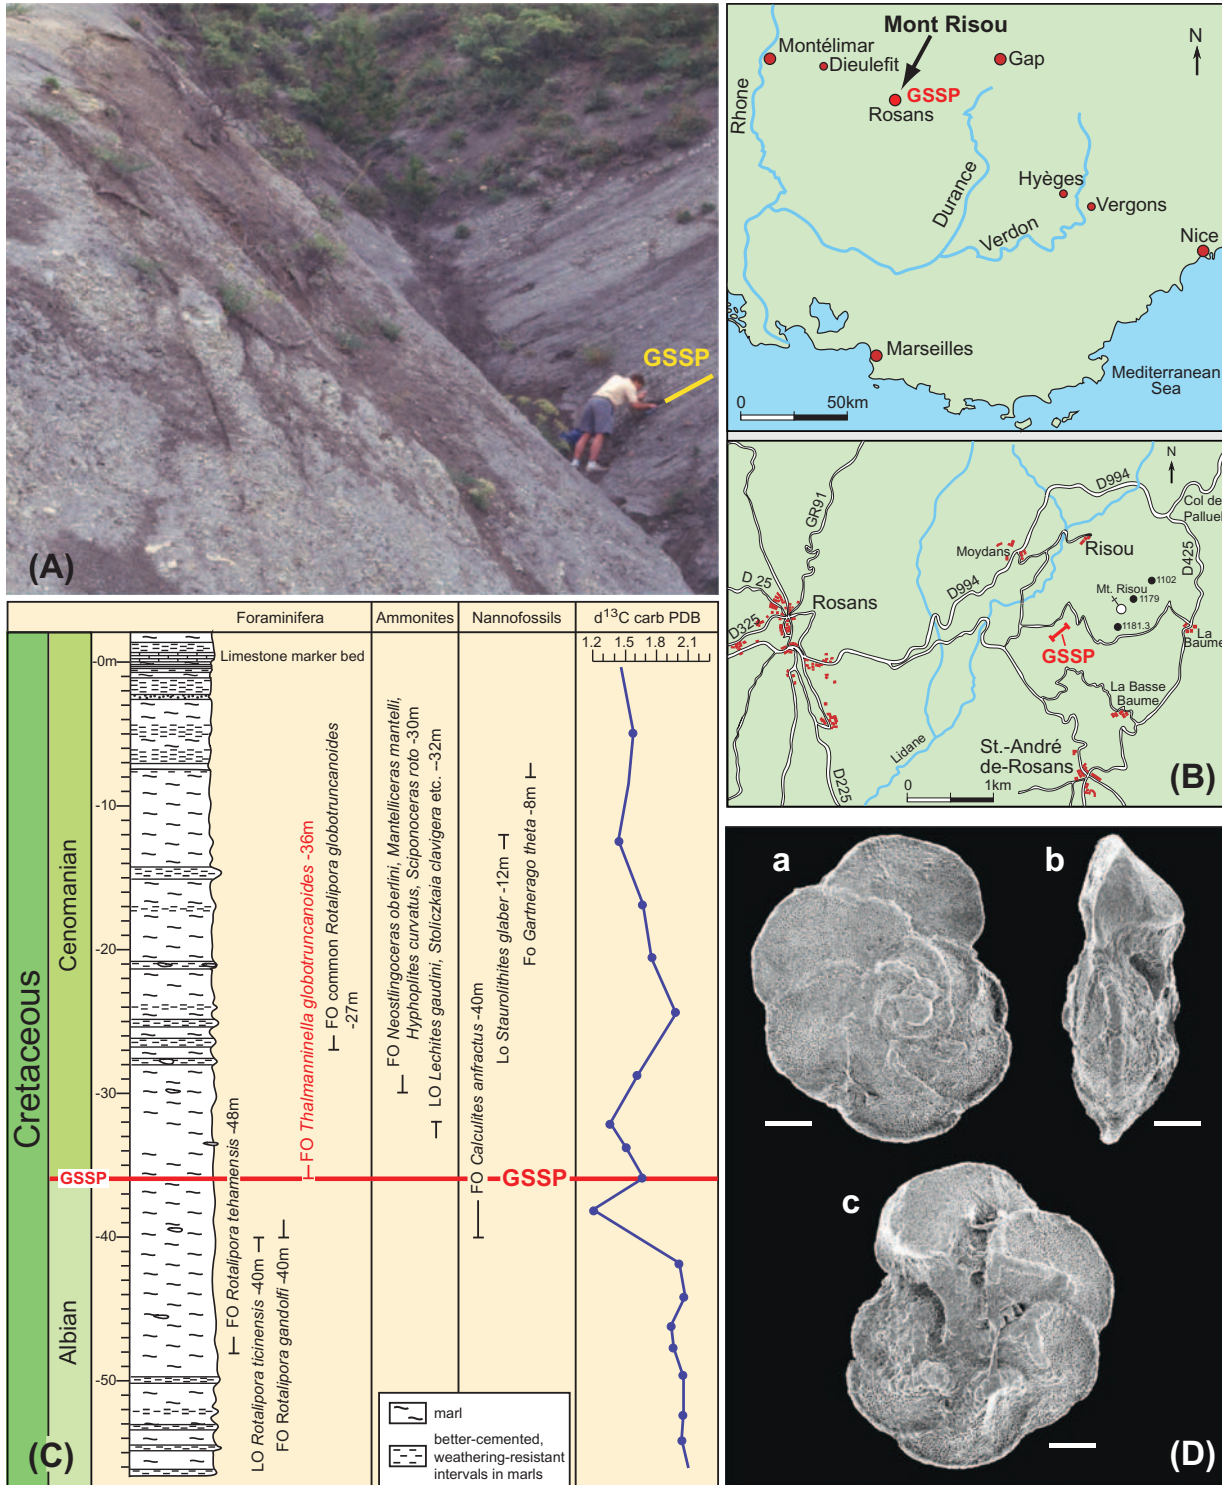 GSSP
(A)
Mont Risou
N
Montélimar
Dieulefit
Gap
GSSP
Rosans
Rhone
Durance
Hyèges
Vergons
Verdon
Nice
Marseilles
Mediterranean
Sea
0
50km
N
D994
GR91
Col de
Palluel
Moydans
Risou
D425
D 25
D994
1102
Mt. Risou
1179
Rosans
1181.3
D325
La
Baume
GSSP
La Basse
Baume
Lidane
St.-André
de-Rosans
D225
0
1km
(B)
Foraminifera
Ammonites
Nannofossils
d13C carb PDB
1.2
1.5
1.8
2.1
Cretaceous
Cenomanian
Albian
-0m
-10
-20
-30
-40
-50
Limestone marker bed
FO Thalmanninella globotruncanoides -36m
FO common Rotalipora globotruncanoides
-27m
FO Neostlingoceras oberlini, Mantelliceras mantelli,
Hyphoplites curvatus, Sciponoceras roto -30m
LO Lechites gaudini, Stoliczkaia clavigera etc. -32m
FO Calculites anfractus -40m
Lo Staurolithites glaber -12m
Fo Gartnerago theta -8m
GSSP
GSSP
FO Rotalipora tehamensis -48m
LO Rotalipora ticinensis -40m
FO Rotalipora gandolfi -40m
marl
better-cemented,
weathering-resistant
intervals in marls
(C)
a
b
c
(D)